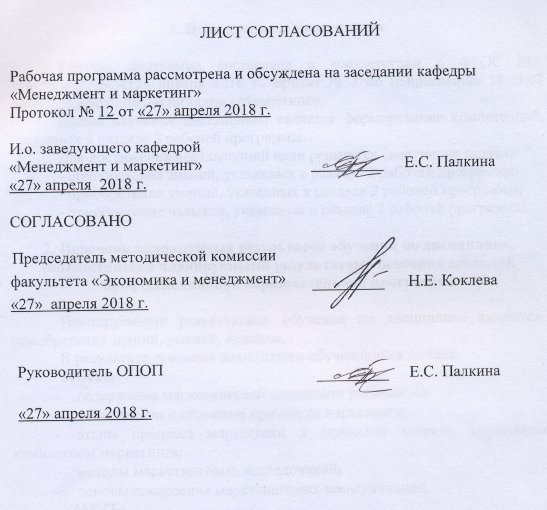 ЛИСТ СОГЛАСОВАНИЙ
Рабочая программа рассмотрена и обсуждена на заседании кафедры
«Менеджмент и маркетинг»
Протокол № 12 от «27» апреля 2018 г.
И.о. заведующего кафедрой
«Менеджмент и маркетинг» Е.С. Палкина
«27» апреля 2018 г.
СОГЛАСОВАНО
Председатель методической комиссии
факультета «Экономика и менеджмент» Н.Е. Коклева
«27» апреля 2018 г.
Руководитель ОПОП Е.С. Палкина
«27» апреля 2018 г.